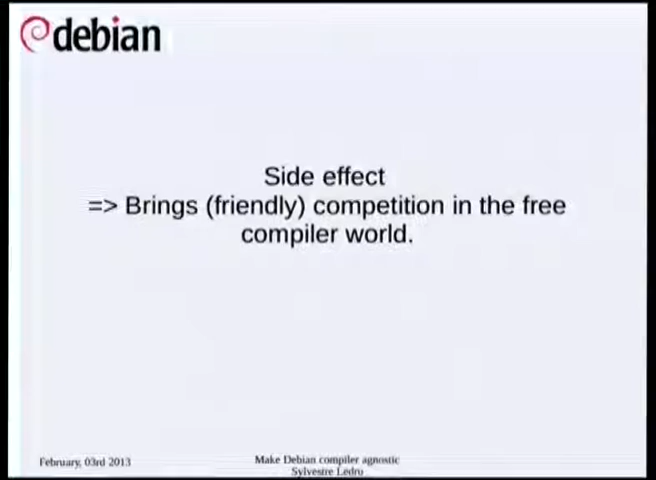 debian
Side effect
=> Brings (friendly) competition in the free
compiler world.
February, 03rd 2013
Make Debian compiler agnostic
Sylvestre Ledru